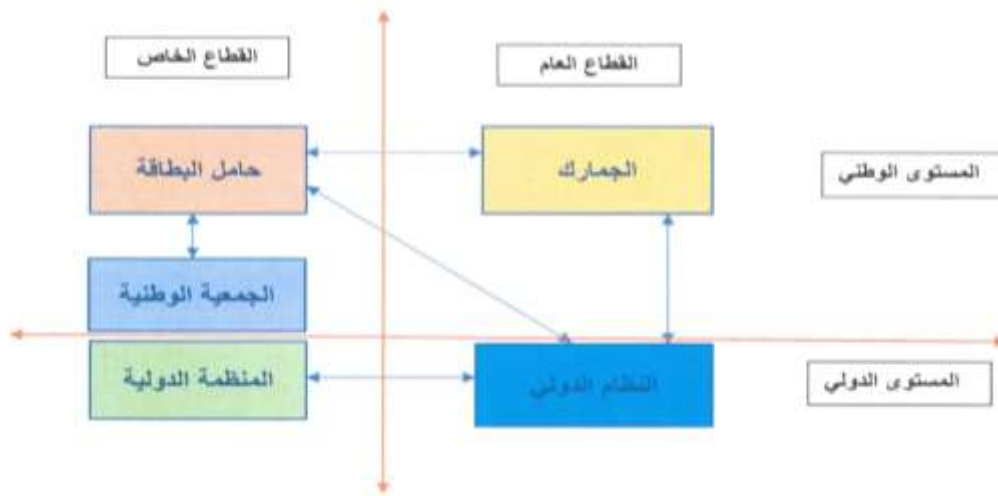 القطاع العام
القطاع الخاص
المستوى الوطني
الجمارك
حامل البطاقة
الجمعية الوطنية
المستوى الدولي
النظام الدولي
المنظمة الدولية